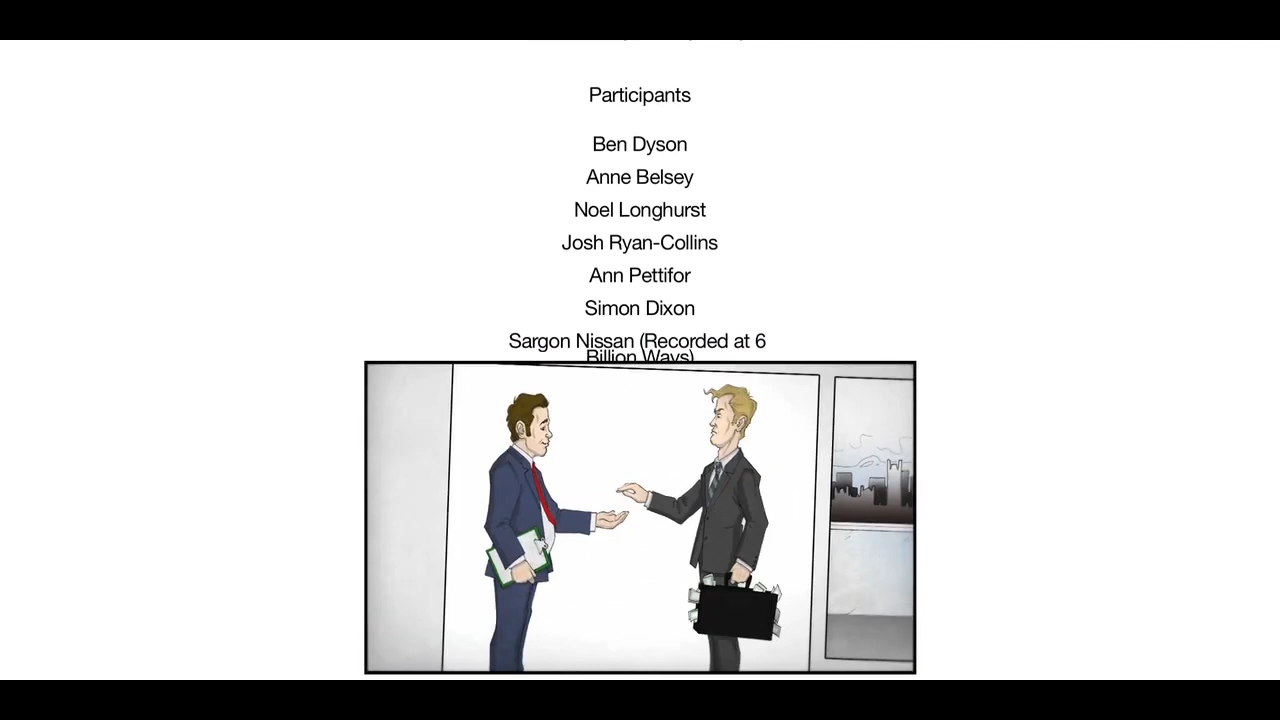 Participants
Ben Dyson
Anne Belsey
Noel Longhurst
Josh Ryan-Collins
Ann Pettifor
Simon Dixon
Sargon Nissan (Recorded at 6
Billion Ways)